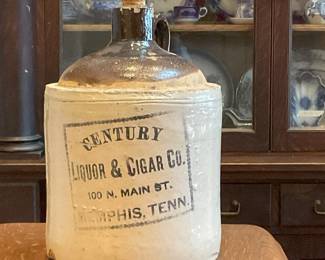 CENTURY
LIQUOR & CIGAR CO.
100 N. MAIN ST.
MEMPHIS, TENN.